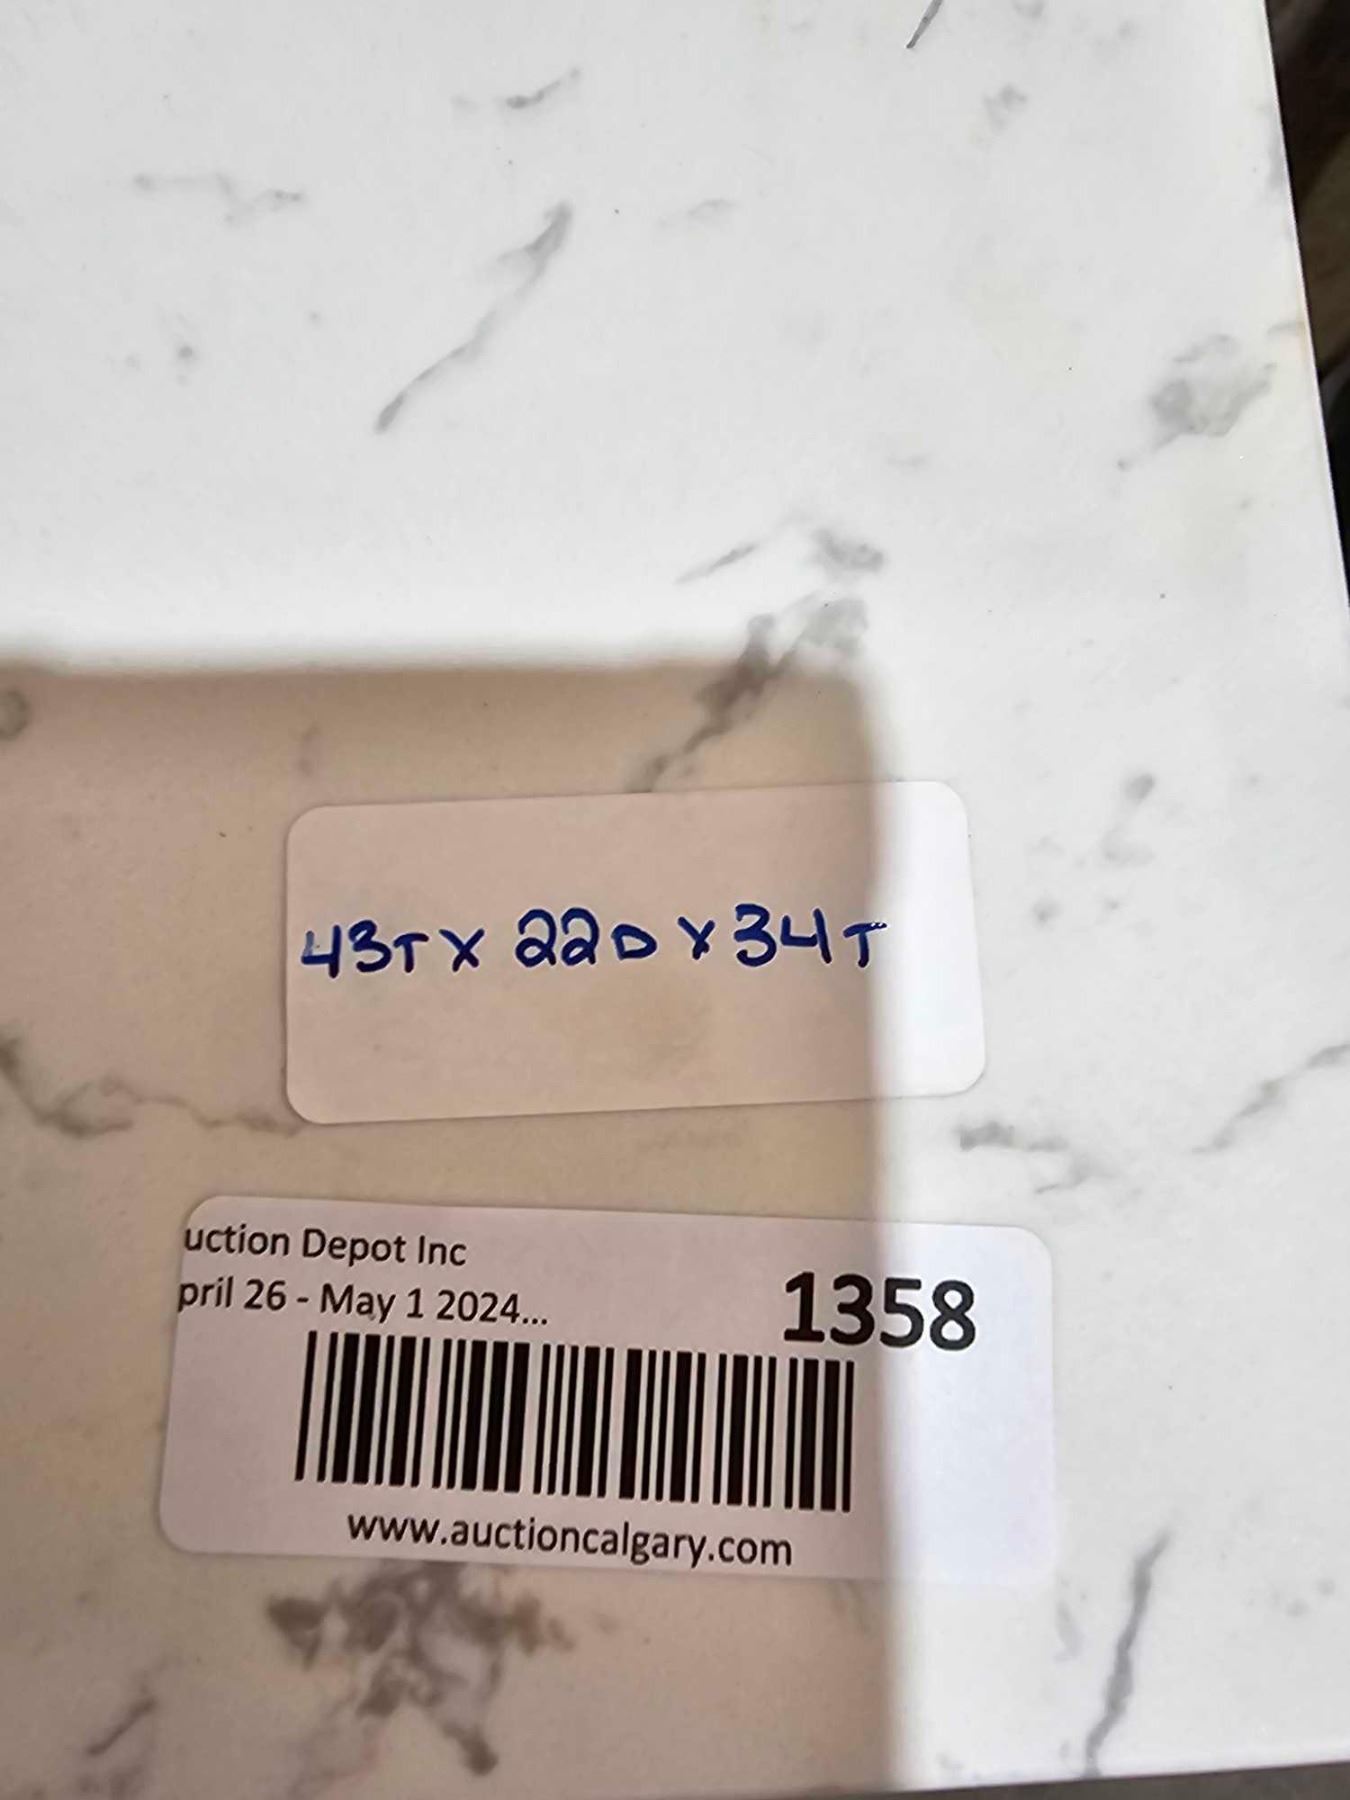 43T X 22D X 34T
uction Depot Inc
pril 26 - May 1 2024...
1358
www.auctioncalgary.com